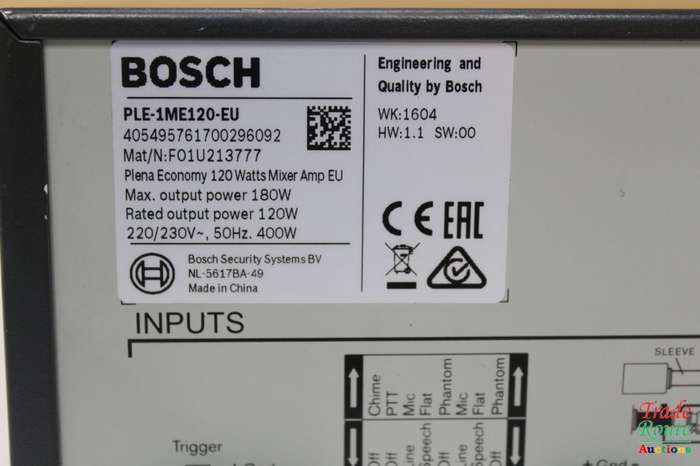 BOSCH
PLE-1ME120-EU
405495761700296092
Mat/N:F01U213777
Plena Economy 120 Watts Mixer Amp EU
Max. output power 180W
Rated output power 120W
220/230V~, 50Hz. 400W
Bosch Security Systems BV
NL-5617BA-49
Made in China
Engineering and
Quality by Bosch
WK:1604
HW:1.1 SW:00
CE EAC
INPUTS
Chime
PTT
Mic
Flat
Phantom
Mic
Flat
Phantom
Off
Off
Line
Speech
Off
Line
Speech
Off
SLEEVE
Trigger
Trade
Route
Auctions